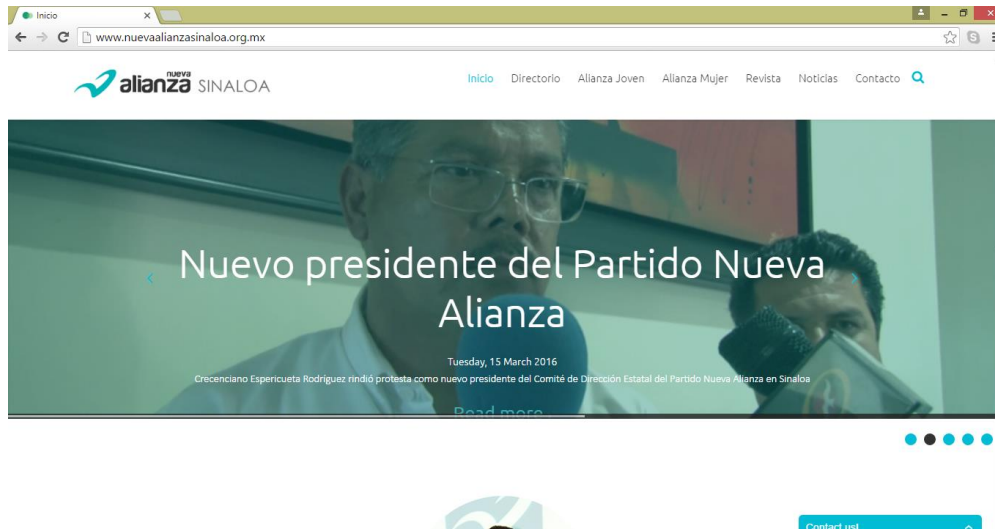 Inicio
www.nuevaalianzasinaloa.org.mx
nueva
alianza SINALOA
Inicio Directorio Alianza Joven Alianza Mujer Revista Noticias Contacto
Nuevo presidente del Partido Nueva
Alianza
Tuesday, 15 March 2016
Crecenciano Espericueta Rodríguez rindió protesta como nuevo presidente del Comité de Dirección Estatal del Partido Nueva Alianza en Sinaloa
Read more
Contact us!